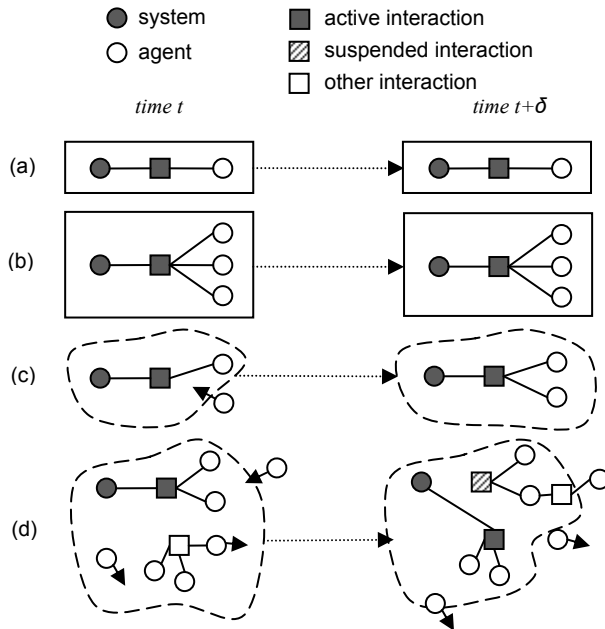 system
agent
active interaction
suspended interaction
other interaction
time t
time t+δ
(a)
(b)
(c)
(d)